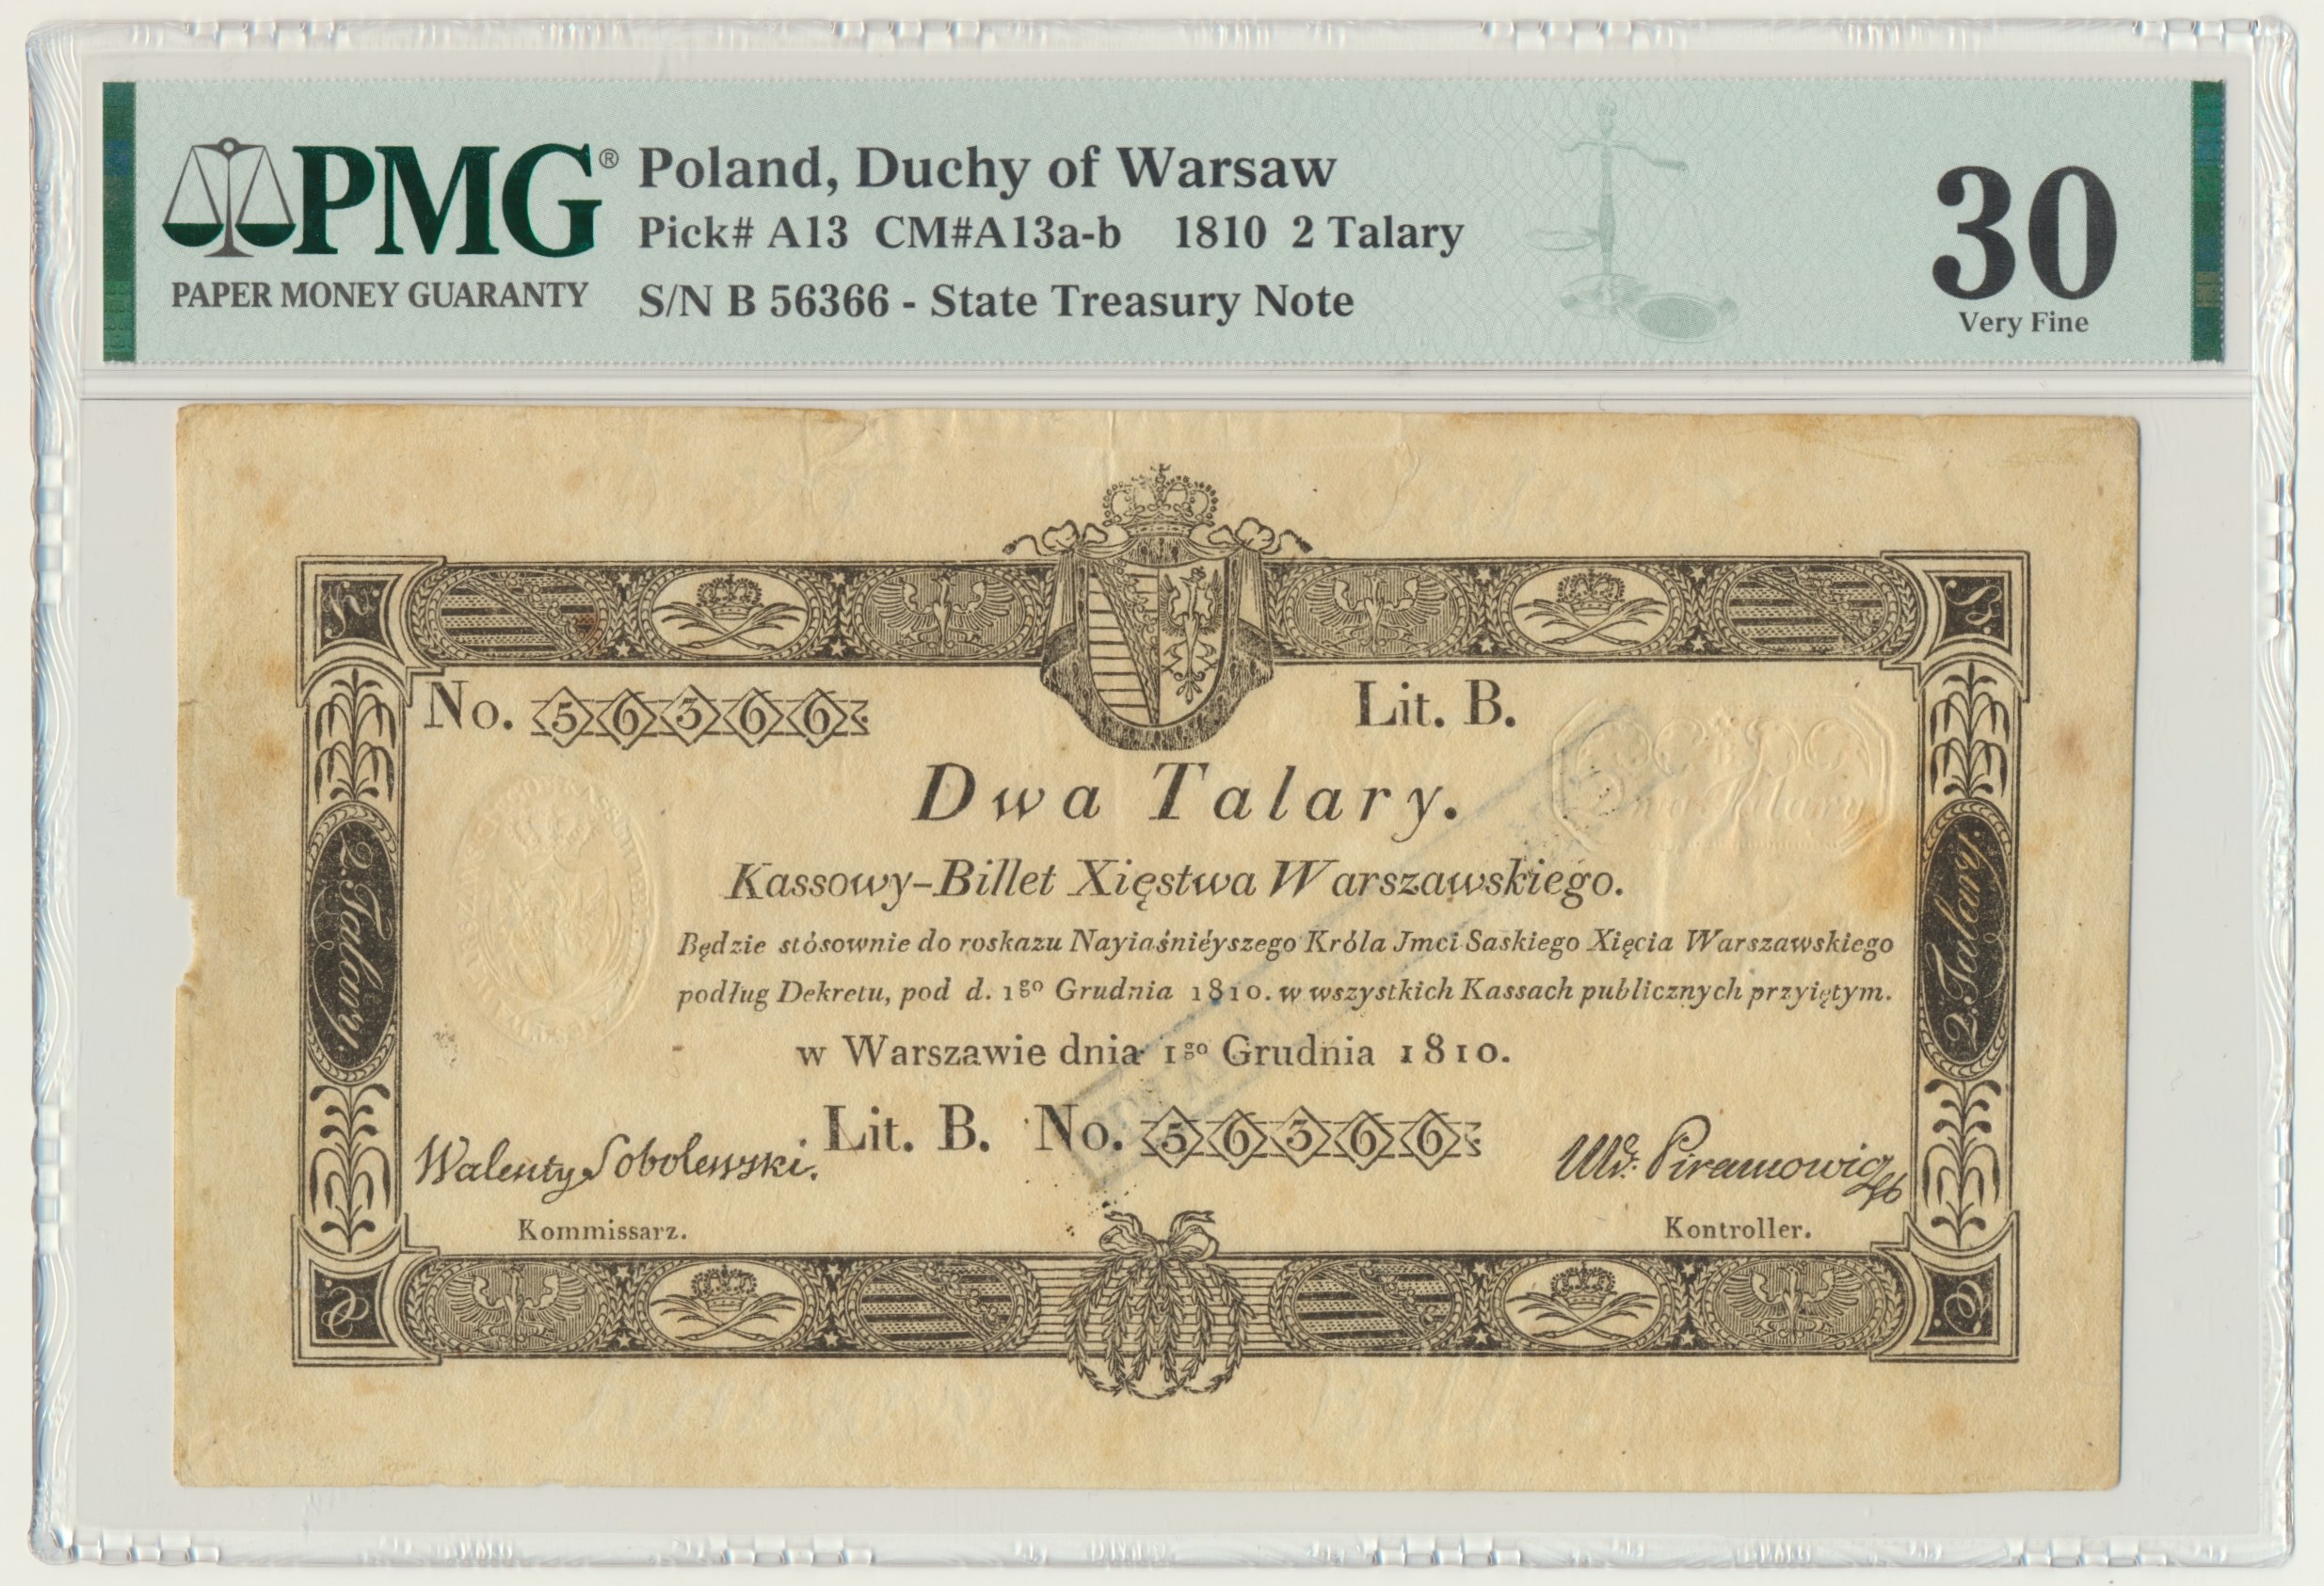 PMG®
PAPER MONEY GUARANTY
Poland, Duchy of Warsaw
Pick# A13 CM#A13a-b 1810 2 Talary
S/N B 56366 - State Treasury Note
30
Very Fine
No. 56366
Lit. B.
Dwa Talary.
Kassowy-Billet Xięstwa Warszawskiego.
Będzie stósownie do roskazu Nayiaśniéyszego Króla Jmci Saskiego Xięcia Warszawskiego
podług Dekretu, pod d. 1go Grudnia 1810. w wszystkich Kassach publicznych przyiętym.
w Warszawie dnia 1go Grudnia 1810.
Lit. B. No. 56366
Walenty Sobolewski.
Piramowicz
Kommissarz.
Kontroller.
2. Talary.
2. Talary.